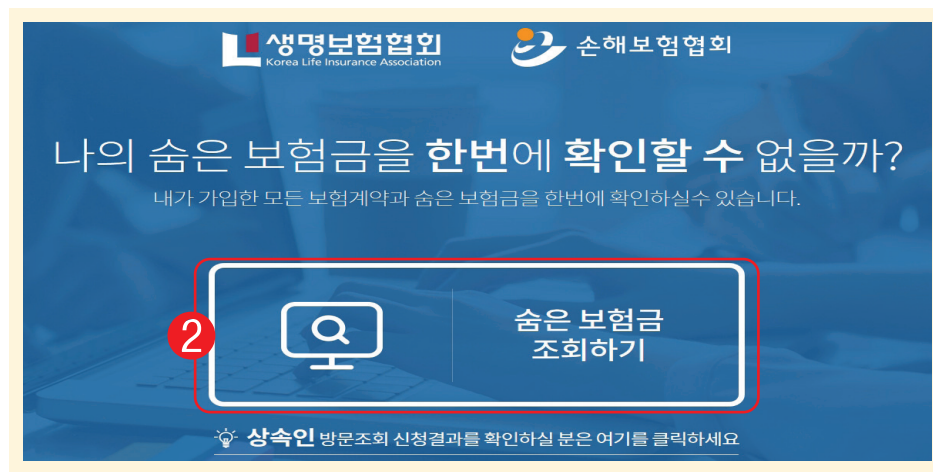 생명보험협회
Korea Life Insurance Association
손해보험협회
나의 숨은 보험금을 한번에 확인할 수 없을까?
내가 가입한 모든 보험계약과 숨은 보험금을 한번에 확인하실수 있습니다.
2
숨은 보험금
조회하기
상속인 방문조회 신청결과를 확인하실 분은 여기를 클릭하세요